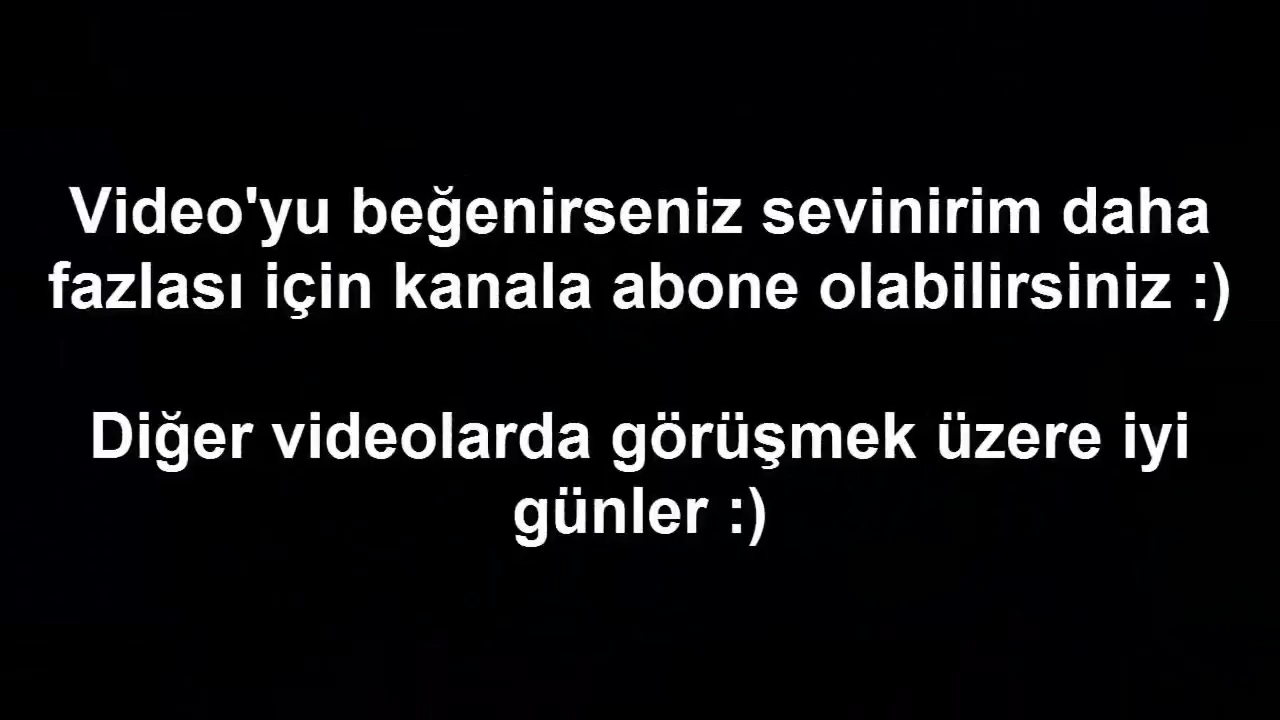 Video'yu beğenirseniz sevinirim daha
fazlası için kanala abone olabilirsiniz :)
Diğer videolarda görüşmek üzere iyi
günler :)